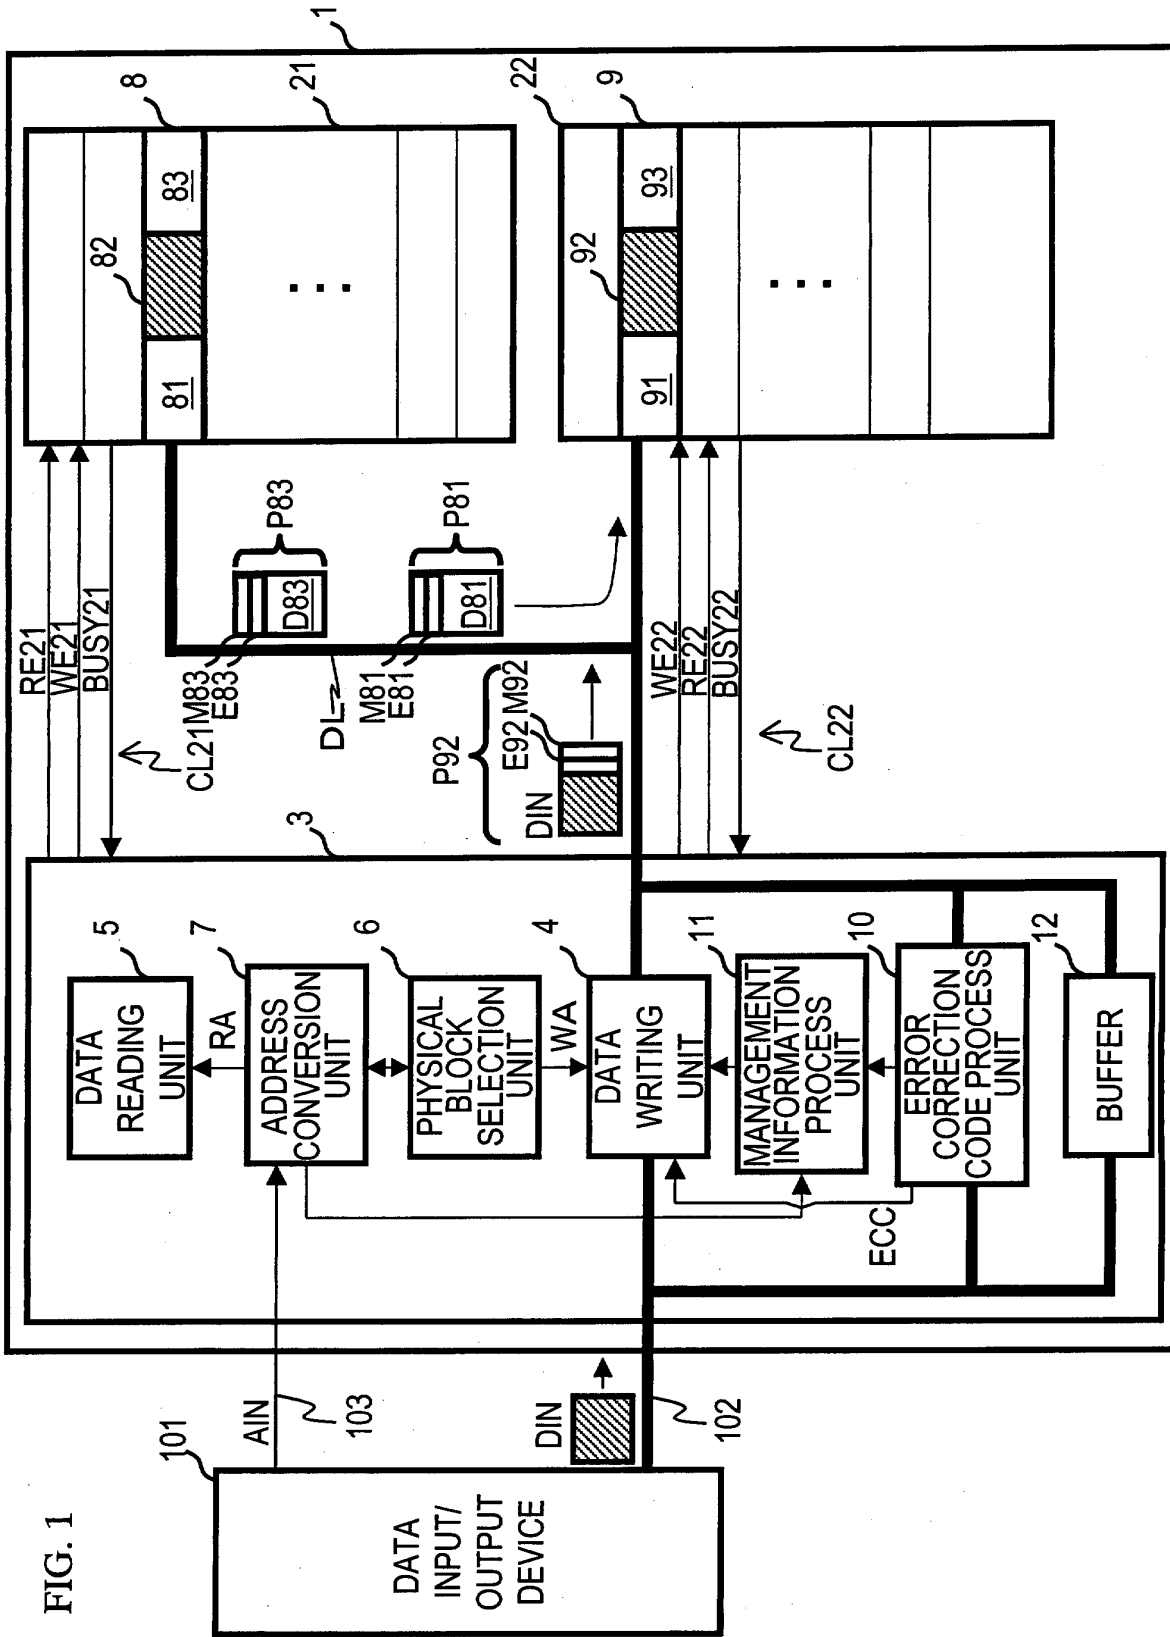 FIG. 1
101
DATA
INPUT/
OUTPUT
DEVICE
AIN
103
DIN
102
1
3
DATA
READING
UNIT
5
RA
ADDRESS
CONVERSION
UNIT
7
PHYSICAL
BLOCK
SELECTION
UNIT
6
WA
DATA
WRITING
UNIT
4
MANAGEMENT
INFORMATION
PROCESS
UNIT
11
ERROR
CORRECTION
CODE PROCESS
UNIT
10
ECC
BUFFER
12
RE21
WE21
BUSY21
CL21
M83
E83
D83
P83
DL
M81
E81
D81
P81
P92
DIN
E92
M92
WE22
RE22
BUSY22
CL22
81
82
83
8
21
22
91
92
93
9